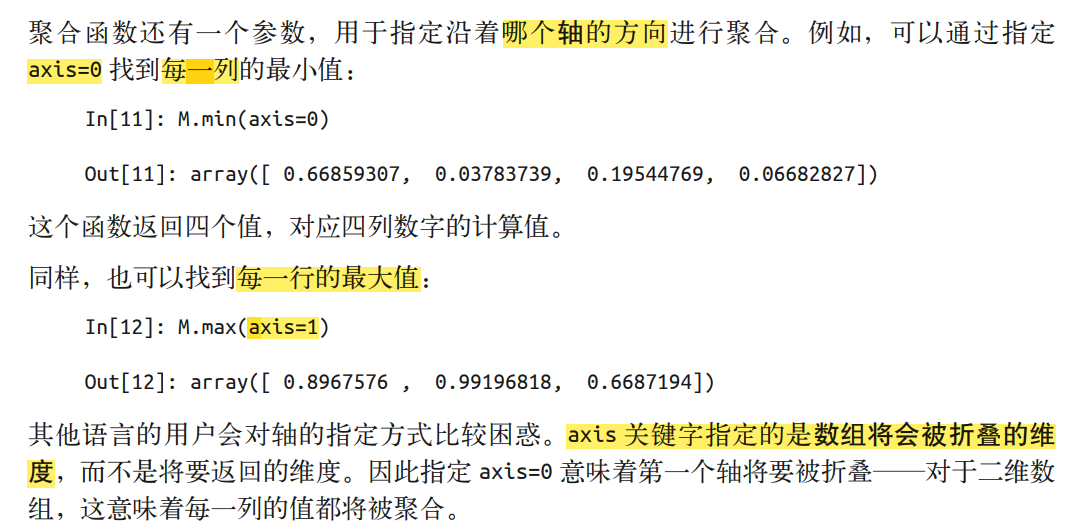 聚合函数还有一个参数，用于指定沿着哪个轴的方向进行聚合。例如，可以通过指定
axis=0 找到每一列的最小值：
In[11]: M.min(axis=0)
Out[11]: array([ 0.66859307,  0.03783739,  0.19544769,  0.06682827])
这个函数返回四个值，对应四列数字的计算值。
同样，也可以找到每一行的最大值：
In[12]: M.max(axis=1)
Out[12]: array([ 0.8967576 ,  0.99196818,  0.6687194])
其他语言的用户会对轴的指定方式比较困惑。axis 关键字指定的是数组将会被折叠的维
度，而不是将要返回的维度。因此指定 axis=0 意味着第一个轴将要被折叠——对于二维数
组，这意味着每一列的值都将被聚合。